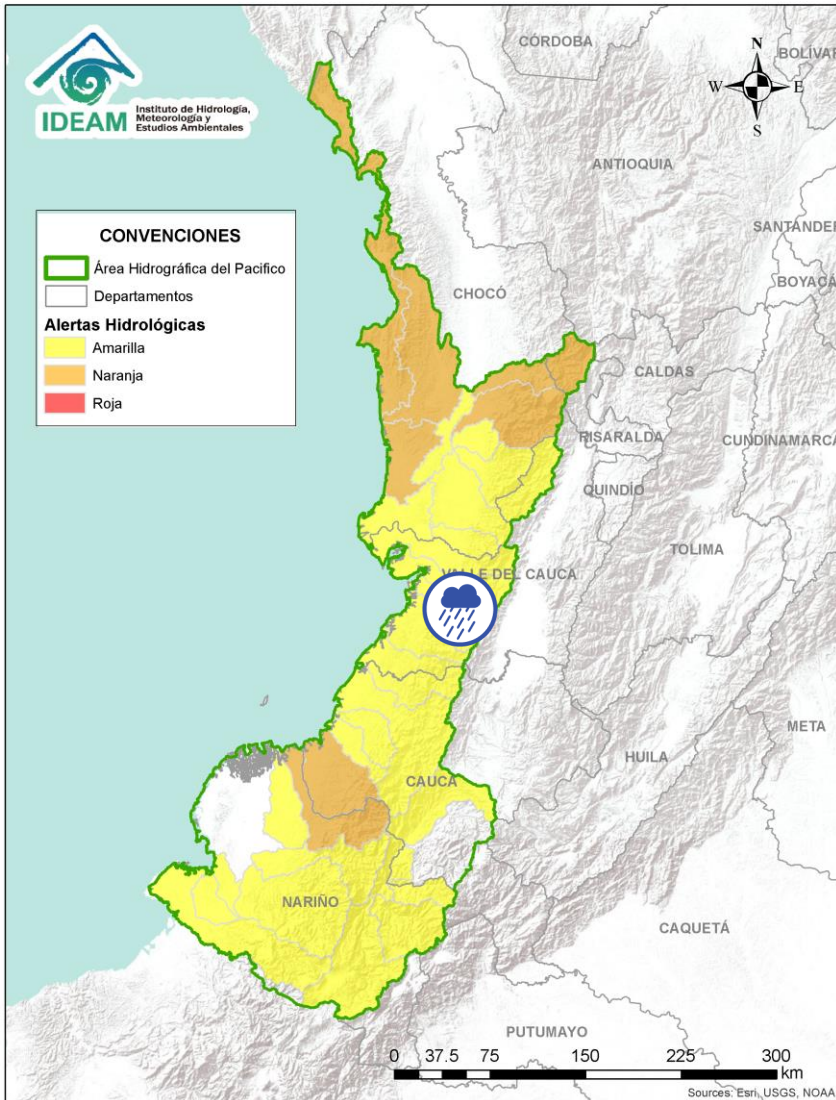 IDEAM
Instituto de Hidrología,
Meteorología y
Estudios Ambientales
N
W
E
S
CONVENCIONES
Área Hidrográfica del Pacifico
Departamentos
Alertas Hidrológicas
Amarilla
Naranja
Roja
CÓRDOBA
BOLÍVAR
ANTIOQUIA
SANTANDER
BOYACÁ
CHOCÓ
CALDAS
RISARALDA
CUNDINAMARCA
QUINDÍO
TOLIMA
VALLE DEL CAUCA
META
HUILA
CAUCA
NARIÑO
CAQUETÁ
PUTUMAYO
0 37.5 75 150 225 300
km
Sources: Esri, USGS, NOAA